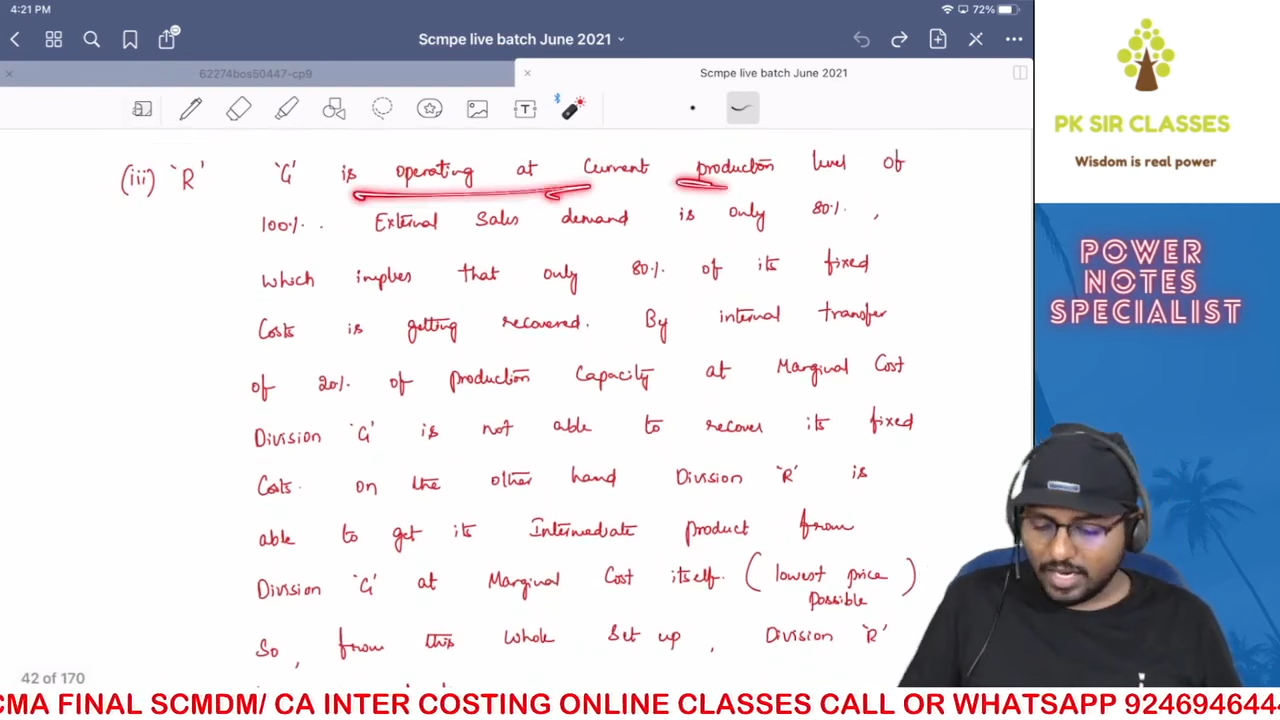 4:21 PM
72%
Scmpe live batch June 2021
62274bos50447-cp9
Scmpe live batch June 2021
(iii) 'R' 'G' is operating at Current production level of
100%. External Sales demand is only 80%,
which implies that only 80% of its fixed
Costs is getting recovered. By internal transfer
of 20% of production Capacity at Marginal Cost
Division 'G' is not able to recover its fixed
Costs. on the other hand Division 'R' is
able to get its Intermediate product from
Division 'G' at Marginal Cost itself. (lowest price
possible)
So, from this whole set up, Division 'R'
42 of 170
PK SIR CLASSES
Wisdom is real power
POWER
NOTES
SPECIALIST
CMA FINAL SCMDM/ CA INTER COSTING ONLINE CLASSES CALL OR WHATSAPP 924694644